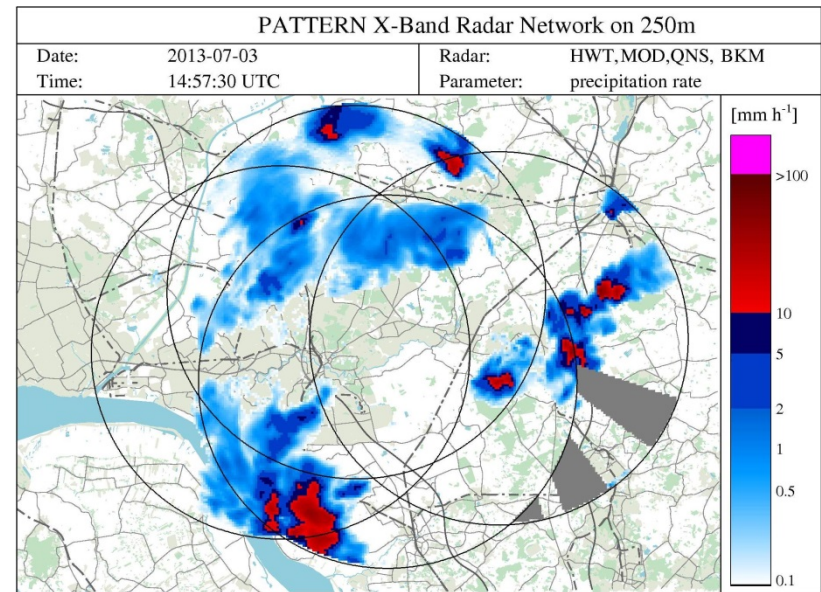 PATTERN X-Band Radar Network on 250m
Date: 2013-07-03 Radar: HWT,MOD,QNS, BKM
Time: 14:57:30 UTC Parameter: precipitation rate
[mm h⁻¹]
>100
10
5
2
1
0.5
0.1